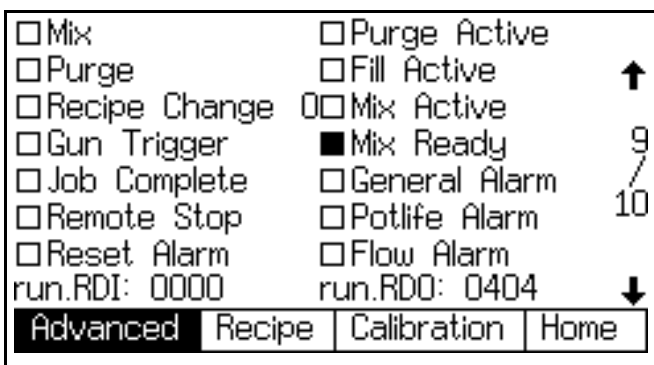 □Mix □Purge Active
□Purge □Fill Active
□Recipe Change 0□Mix Active
□Gun Trigger ■Mix Ready 9
□Job Complete □General Alarm /
□Remote Stop □Potlife Alarm 10
□Reset Alarm □Flow Alarm
run.RDI: 0000 run.RDO: 0404
Advanced Recipe Calibration Home